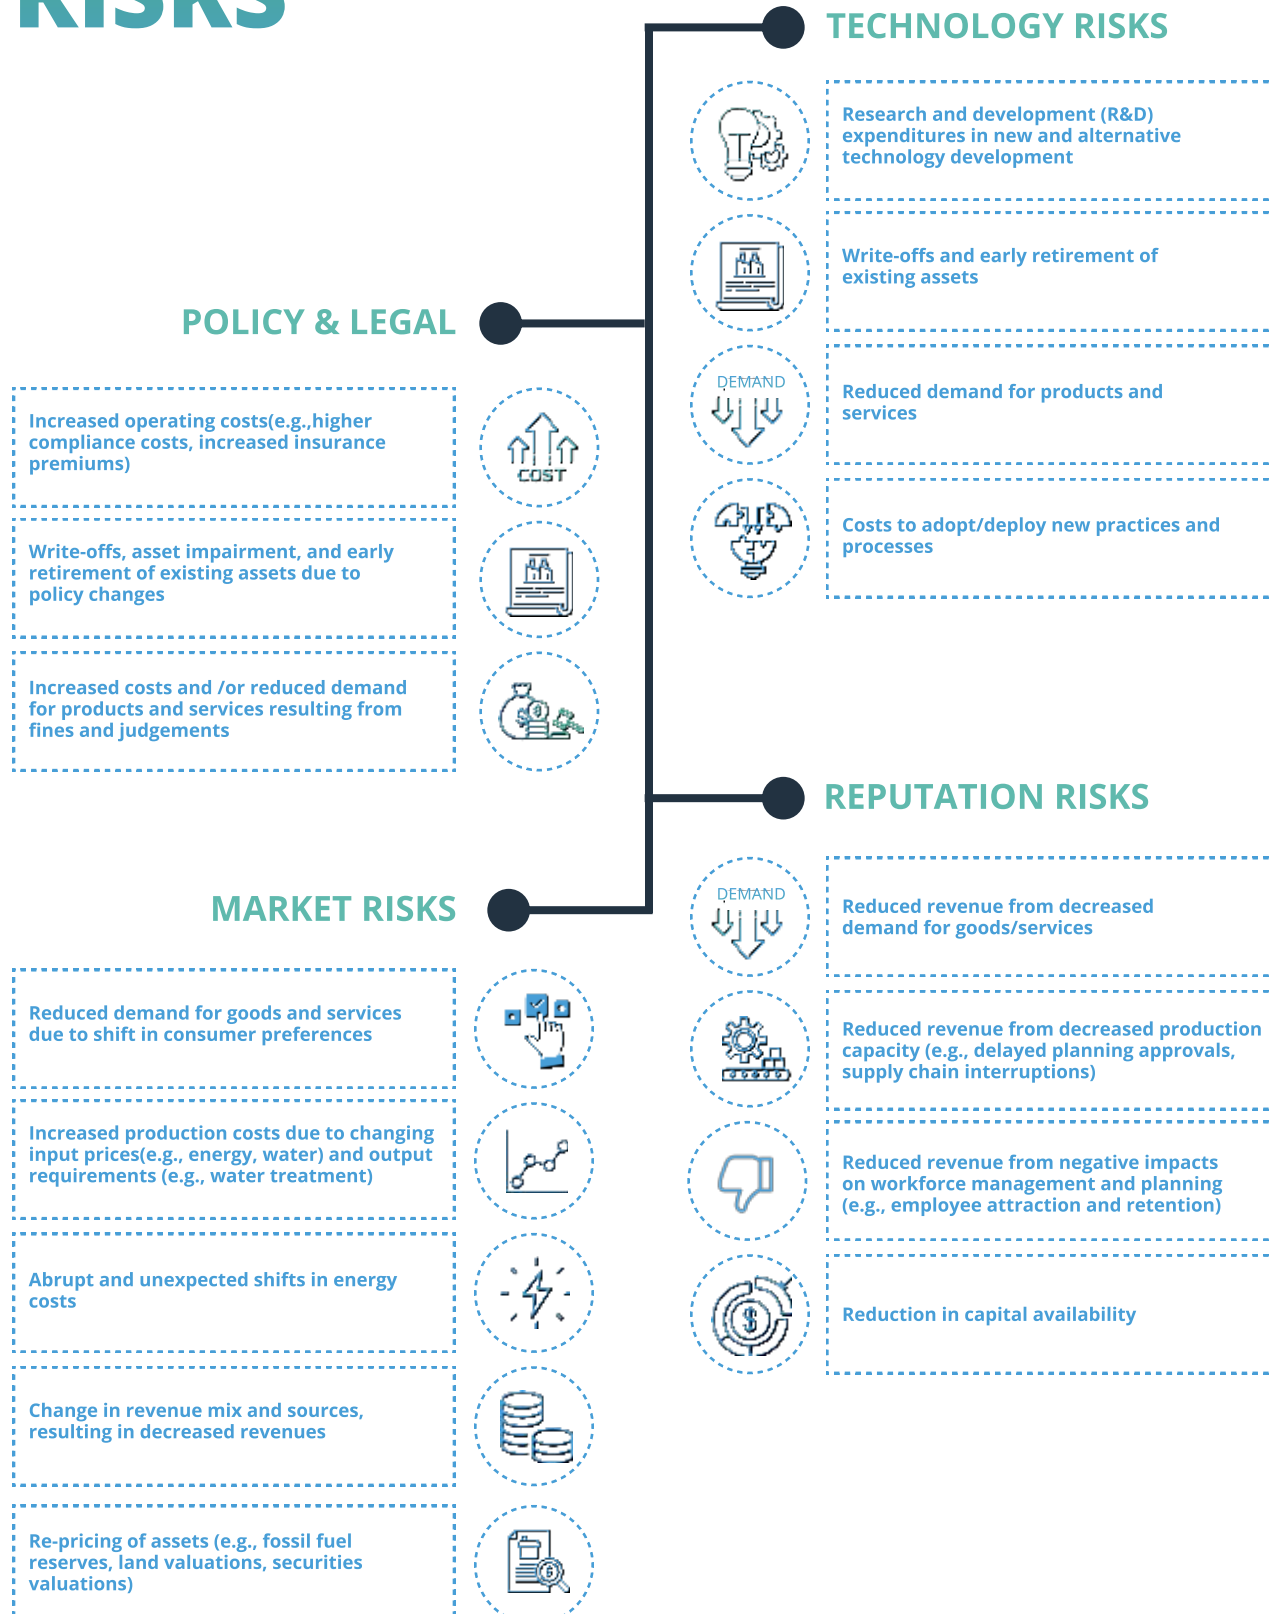 RISKS
TECHNOLOGY RISKS
Research and development (R&D)
expenditures in new and alternative
technology development
Write-offs and early retirement of
existing assets
DEMAND
Reduced demand for products and
services
Costs to adopt/deploy new practices and
processes
POLICY & LEGAL
Increased operating costs(e.g.,higher
compliance costs, increased insurance
premiums)
COST
Write-offs, asset impairment, and early
retirement of existing assets due to
policy changes
Increased costs and /or reduced demand
for products and services resulting from
fines and judgements
REPUTATION RISKS
DEMAND
Reduced revenue from decreased
demand for goods/services
Reduced revenue from decreased production
capacity (e.g., delayed planning approvals,
supply chain interruptions)
Reduced revenue from negative impacts
on workforce management and planning
(e.g., employee attraction and retention)
$
Reduction in capital availability
MARKET RISKS
Reduced demand for goods and services
due to shift in consumer preferences
Increased production costs due to changing
input prices(e.g., energy, water) and output
requirements (e.g., water treatment)
Abrupt and unexpected shifts in energy
costs
Change in revenue mix and sources,
resulting in decreased revenues
Re-pricing of assets (e.g., fossil fuel
reserves, land valuations, securities
valuations)